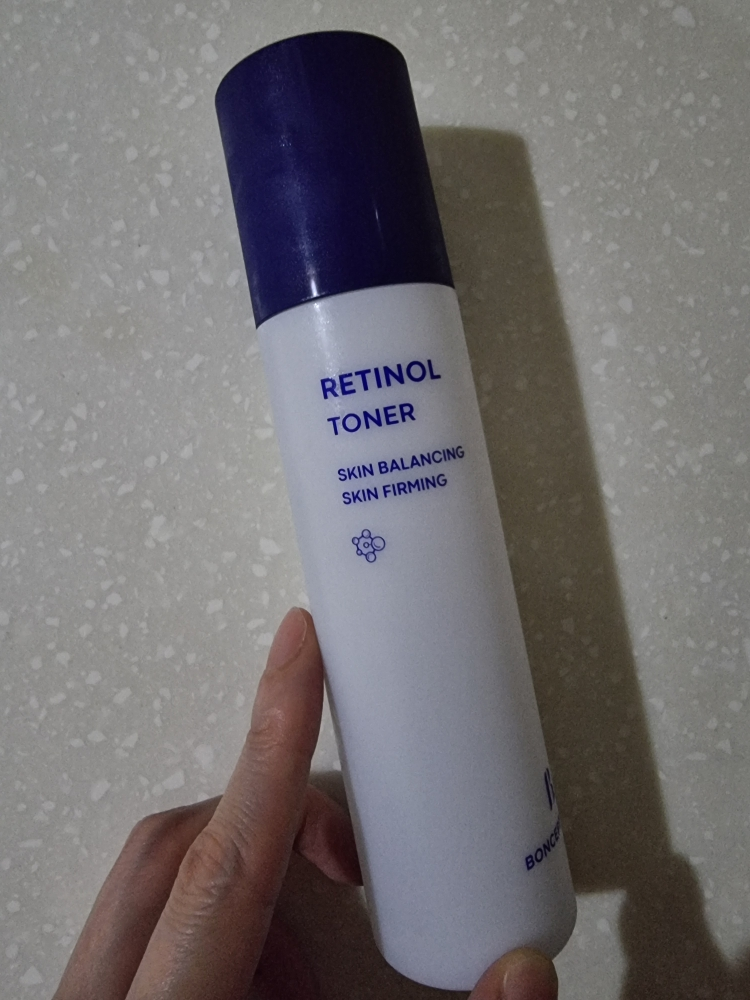 RETINOL
TONER
SKIN BALANCING
SKIN FIRMING